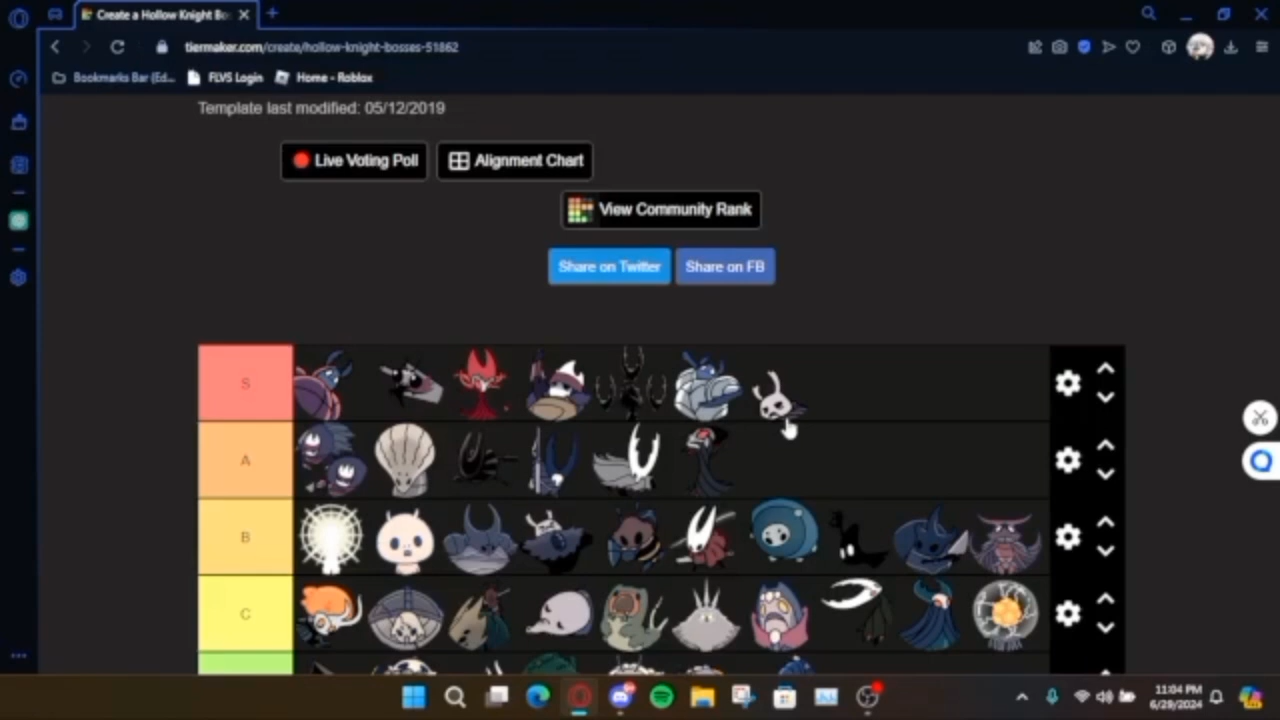 Create a Hollow Knight Bo
tiermaker.com/create/hollow-knight-bosses-51862
Bookmarks Bar (Ed... FLVS Login Home - Roblox
Template last modified: 05/12/2019
Live Voting Poll Alignment Chart
View Community Rank
Share on Twitter Share on FB
S
A
B
C
11:04 PM
6/29/2024